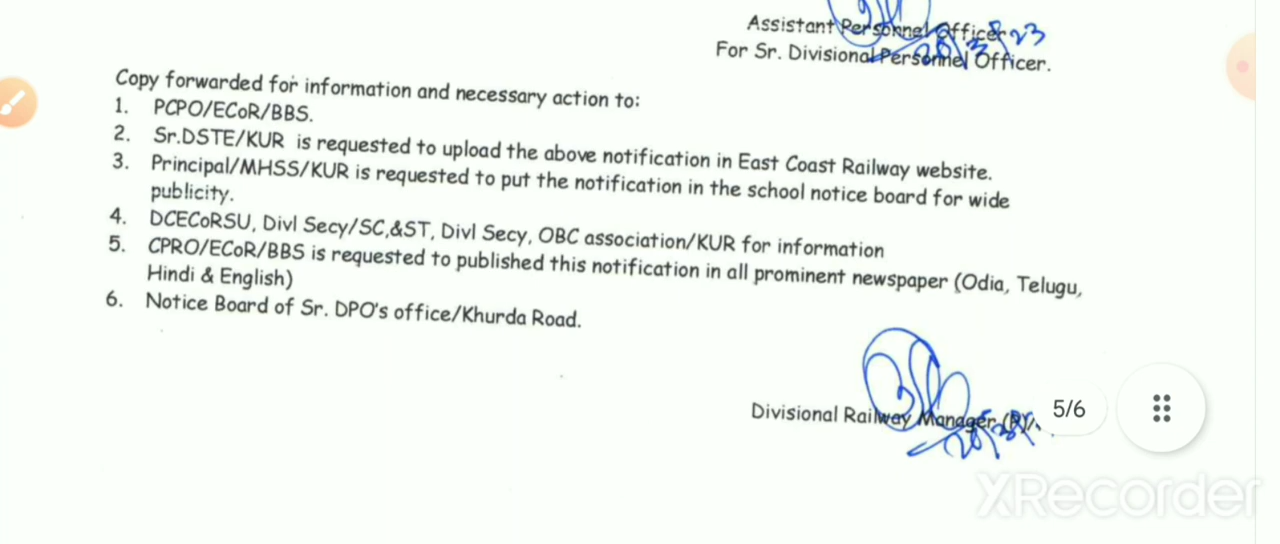 Assistant Personnel Officer
For Sr. Divisional Personnel Officer.
Copy forwarded for information and necessary action to:
1. PCPO/ECoR/BBS.
2. Sr.DSTE/KUR is requested to upload the above notification in East Coast Railway website.
3. Principal/MHSS/KUR is requested to put the notification in the school notice board for wide
publicity.
4. DCECoRSU, Divl Secy/SC,&ST, Divl Secy, OBC association/KUR for information
5. CPRO/ECoR/BBS is requested to published this notification in all prominent newspaper (Odia, Telugu,
Hindi & English)
6. Notice Board of Sr. DPO's office/Khurda Road.
Divisional Railway Manager (P)/
5/6
XRecorder